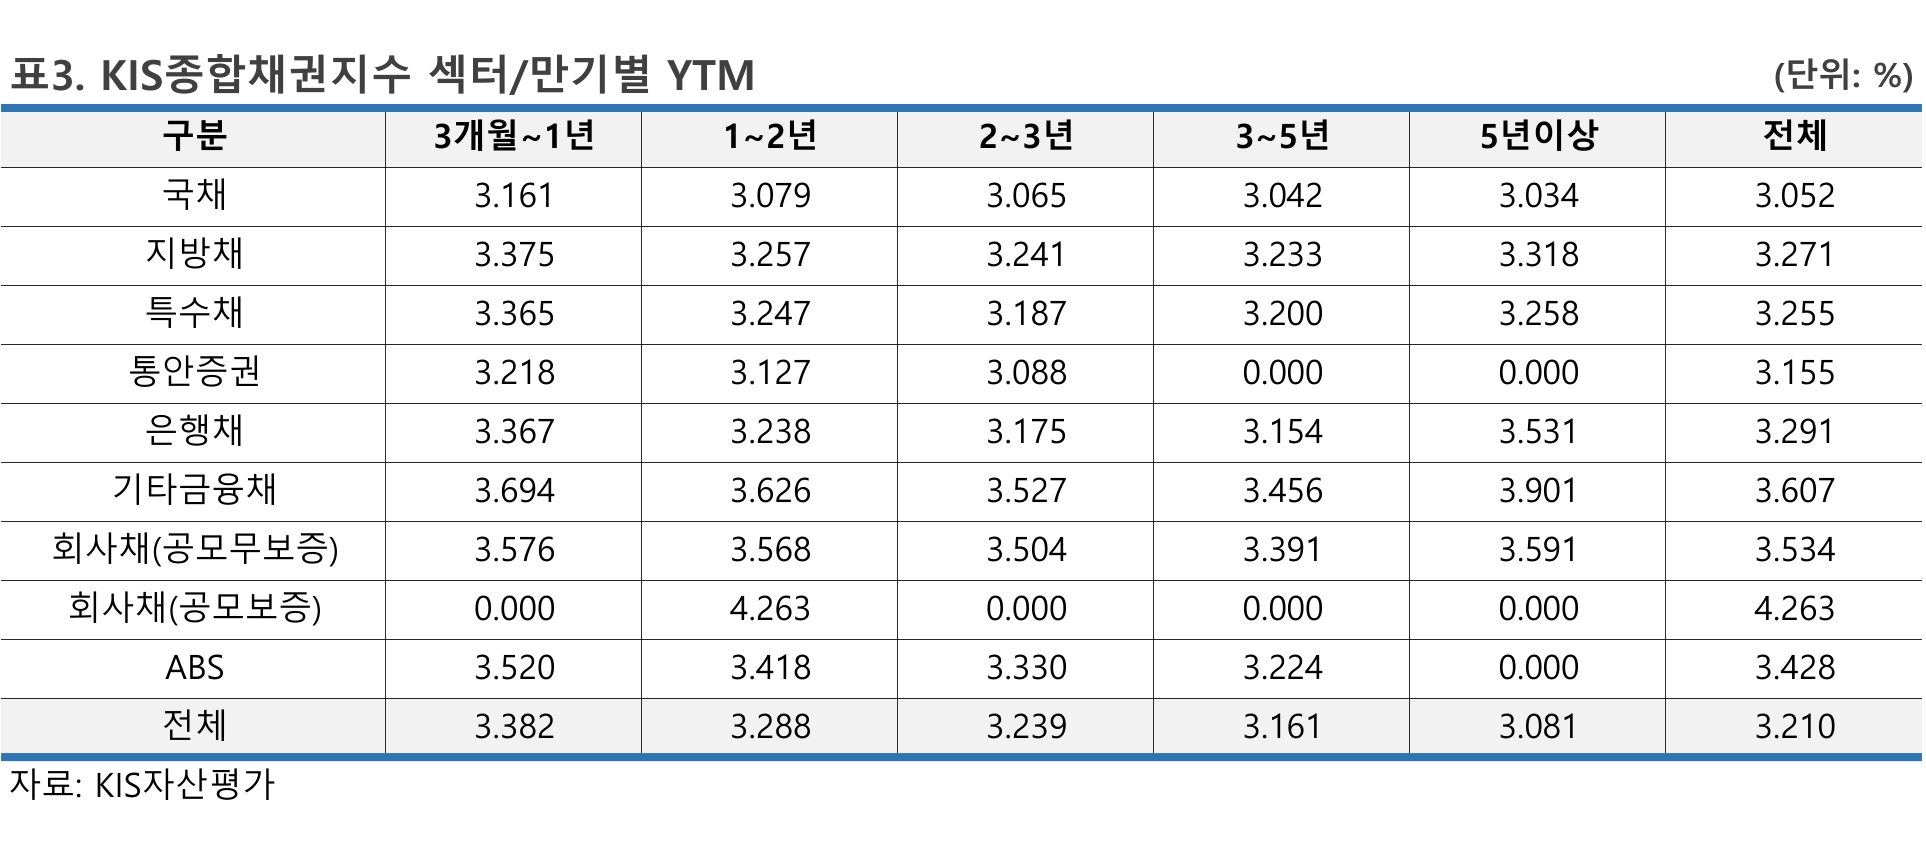 표3. KIS종합채권지수 섹터/만기별 YTM (단위: %)
구분 3개월~1년 1~2년 2~3년 3~5년 5년이상 전체
국채 3.161 3.079 3.065 3.042 3.034 3.052
지방채 3.375 3.257 3.241 3.233 3.318 3.271
특수채 3.365 3.247 3.187 3.200 3.258 3.255
통안증권 3.218 3.127 3.088 0.000 0.000 3.155
은행채 3.367 3.238 3.175 3.154 3.531 3.291
기타금융채 3.694 3.626 3.527 3.456 3.901 3.607
회사채(공모무보증) 3.576 3.568 3.504 3.391 3.591 3.534
회사채(공모보증) 0.000 4.263 0.000 0.000 0.000 4.263
ABS 3.520 3.418 3.330 3.224 0.000 3.428
전체 3.382 3.288 3.239 3.161 3.081 3.210
자료: KIS자산평가